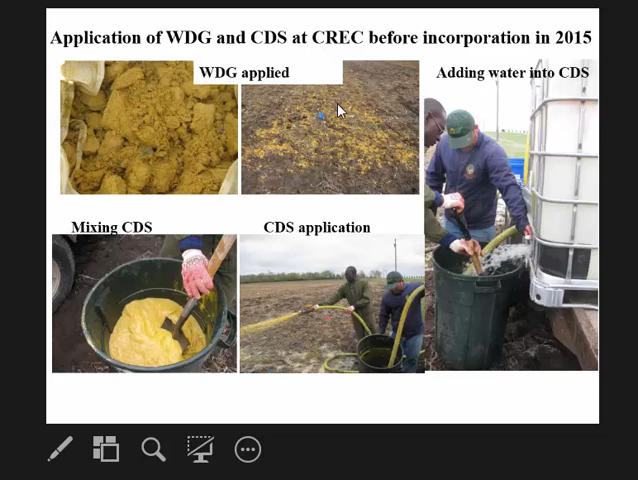 Application of WDG and CDS at CREC before incorporation in 2015
WDG applied
Adding water into CDS
Mixing CDS
CDS application